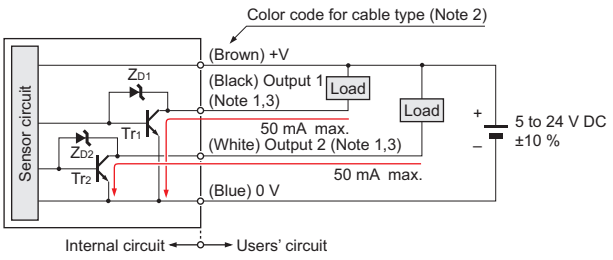 Color code for cable type (Note 2)
(Brown) +V
ZD1
(Black) Output 1
Load
(Note 1,3)
Load
Sensor circuit
Tr1
50 mA max.
+
5 to 24 V DC
±10 %
–
ZD2
(White) Output 2 (Note 1,3)
Tr2
50 mA max.
(Blue) 0 V
Internal circuit
Users' circuit